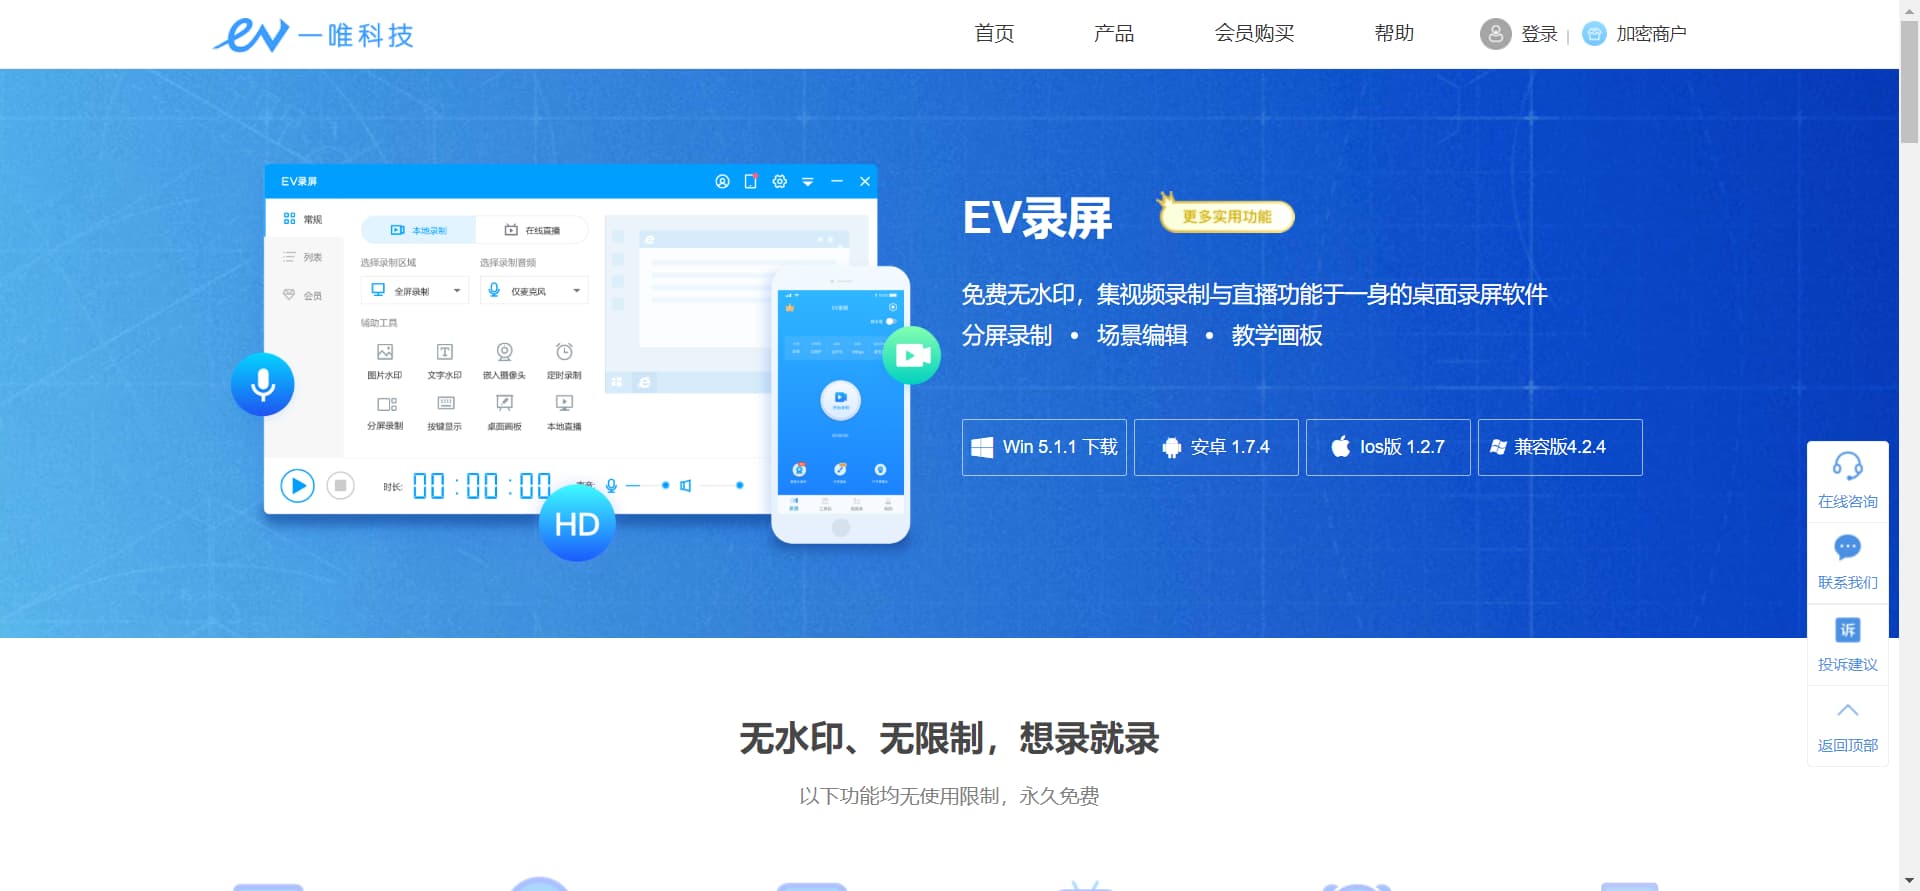 ev 一唯科技
首页
产品
会员购买
帮助
登录
|
加密商户
EV录屏
常规
列表
会员
本地录制
在线直播
选择录制区域
选择录制音频
全屏录制
仅麦克风
辅助工具
图片水印
文字水印
嵌入摄像头
定时录制
分屏录制
按键显示
桌面画板
本地直播
时长:
00:00:00
HD
EV录屏
更多实用功能
免费无水印，集视频录制与直播功能于一身的桌面录屏软件
分屏录制 • 场景编辑 • 教学画板
Win 5.1.1 下载
安卓 1.7.4
Ios版 1.2.7
兼容版4.2.4
在线咨询
联系我们
诉
投诉建议
返回顶部
无水印、无限制，想录就录
以下功能均无使用限制，永久免费